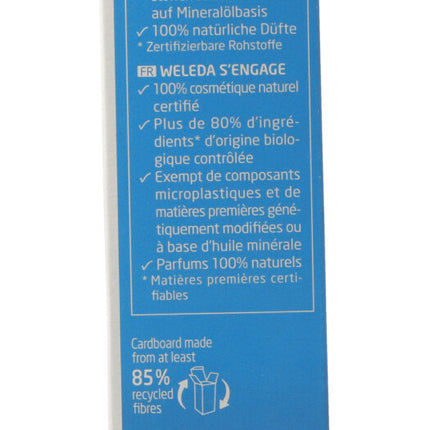 auf Mineralölbasis
✓ 100% natürliche Düfte
* Zertifizierbare Rohstoffe
FR WELEDA S'ENGAGE
✓ 100% cosmétique naturel
certifié
✓ Plus de 80% d'ingré-
dients* d'origine biolo-
gique contrôlée
✓ Exempt de composants
microplastiques et de
matières premières géné-
tiquement modifiées ou
à base d'huile minérale
✓ Parfums 100% naturels
* Matières premières certi-
fiables
Cardboard made
from at least
85%
recycled
fibres